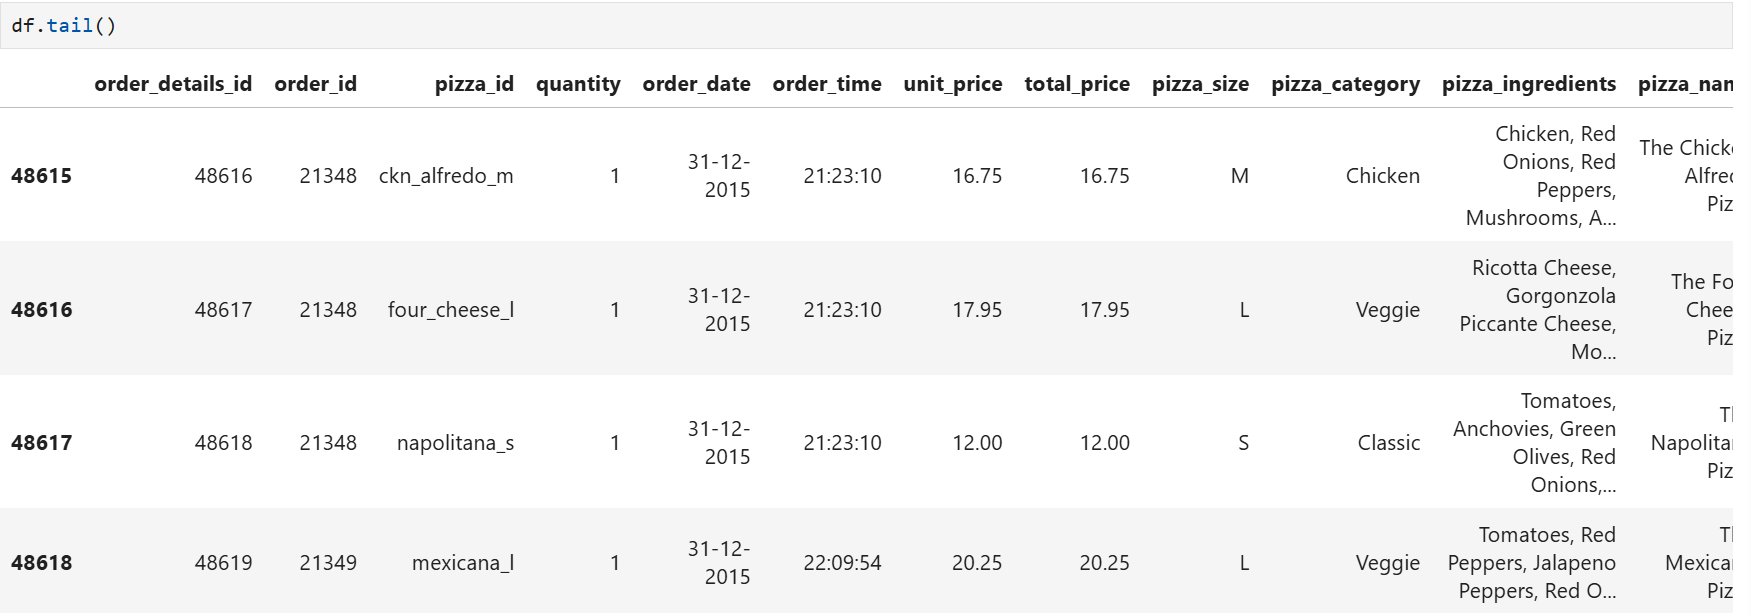 df.tail()
order_details_id order_id pizza_id quantity order_date order_time unit_price total_price pizza_size pizza_category pizza_ingredients pizza_nan
48615 48616 21348 ckn_alfredo_m 1 31-12-2015 21:23:10 16.75 16.75 M Chicken Chicken, Red Onions, Red Peppers, Mushrooms, A... The Chick Alfred Piz
48616 48617 21348 four_cheese_l 1 31-12-2015 21:23:10 17.95 17.95 L Veggie Ricotta Cheese, Gorgonzola Piccante Cheese, Mo... The Fo Chee Piz
48617 48618 21348 napolitana_s 1 31-12-2015 21:23:10 12.00 12.00 S Classic Tomatoes, Anchovies, Green Olives, Red Onions,... Napolita Piz
48618 48619 21349 mexicana_l 1 31-12-2015 22:09:54 20.25 20.25 L Veggie Tomatoes, Red Peppers, Jalapeno Peppers, Red O... Mexica Piz